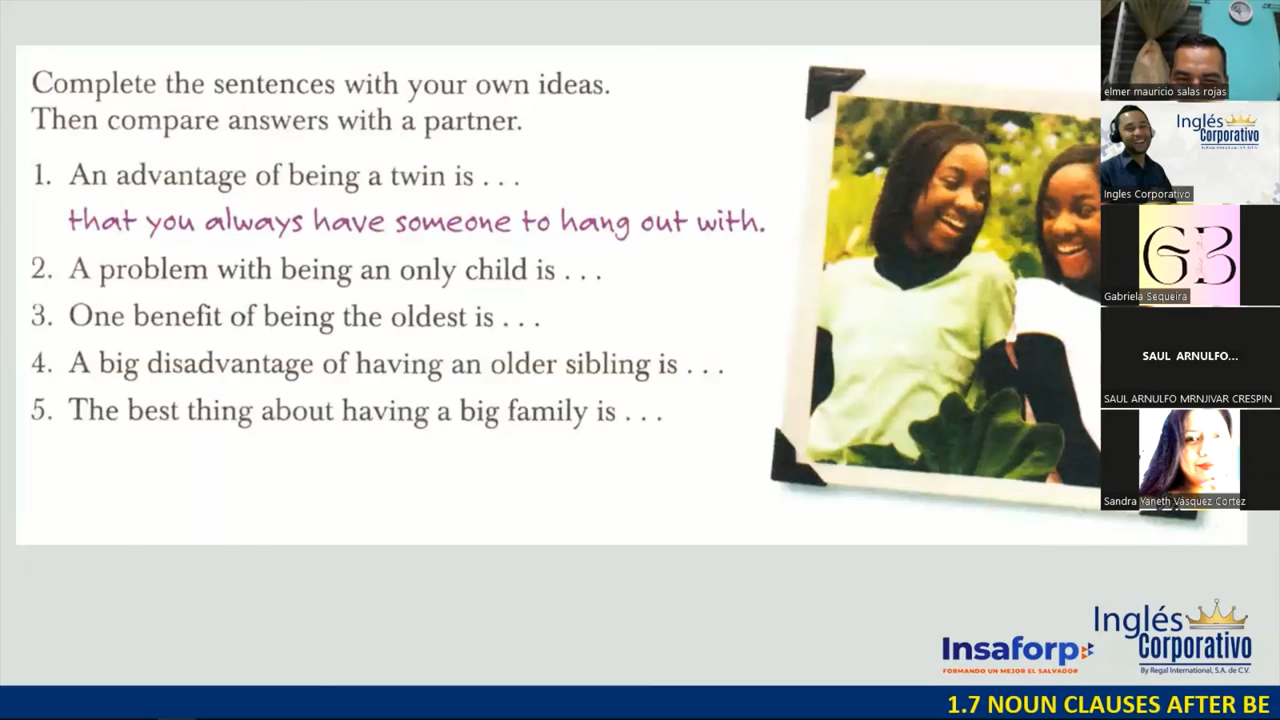 Complete the sentences with your own ideas.
Then compare answers with a partner.
1. An advantage of being a twin is . . .
that you always have someone to hang out with.
2. A problem with being an only child is . . .
3. One benefit of being the oldest is . . .
4. A big disadvantage of having an older sibling is . . .
5. The best thing about having a big family is . . .
elmer mauricio salas rojas
Inglés
Corporativo
Ingles Corporativo
GB
Gabriela Sequeira
SAUL ARNULFO...
SAUL ARNULFO MRNJIVAR CRESPIN
Sandra Yaneth Vásquez Cortez
Insaforp
FORMANDO UN MEJOR EL SALVADOR
Inglés
Corporativo
By Regal International, S.A. de C.V.
1.7 NOUN CLAUSES AFTER BE